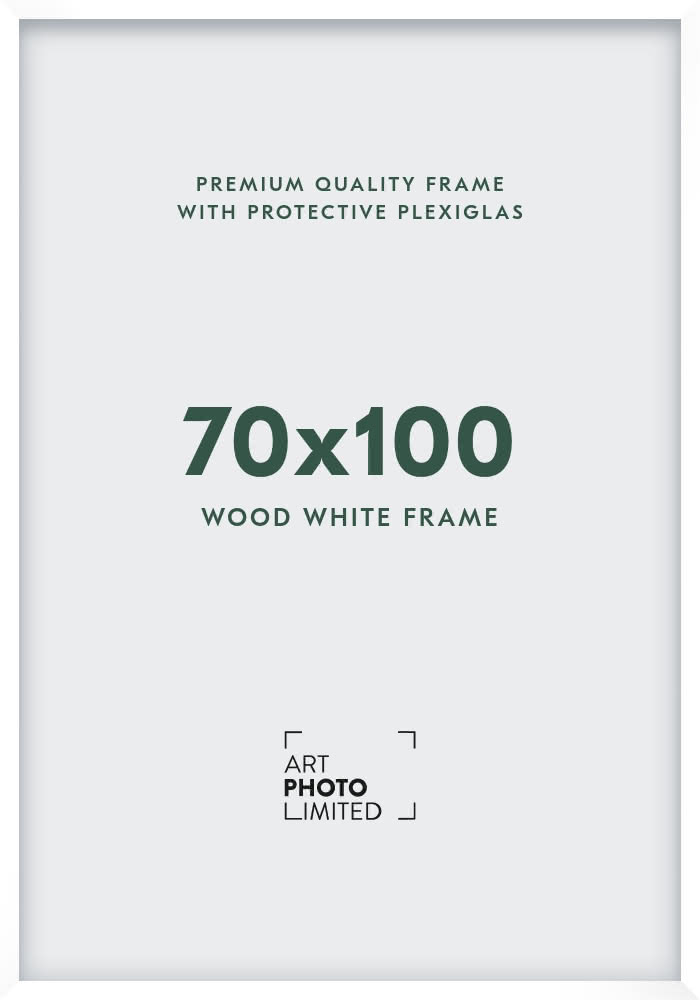 PREMIUM QUALITY FRAME
WITH PROTECTIVE PLEXIGLAS
70x100
WOOD WHITE FRAME
ART
PHOTO
LIMITED